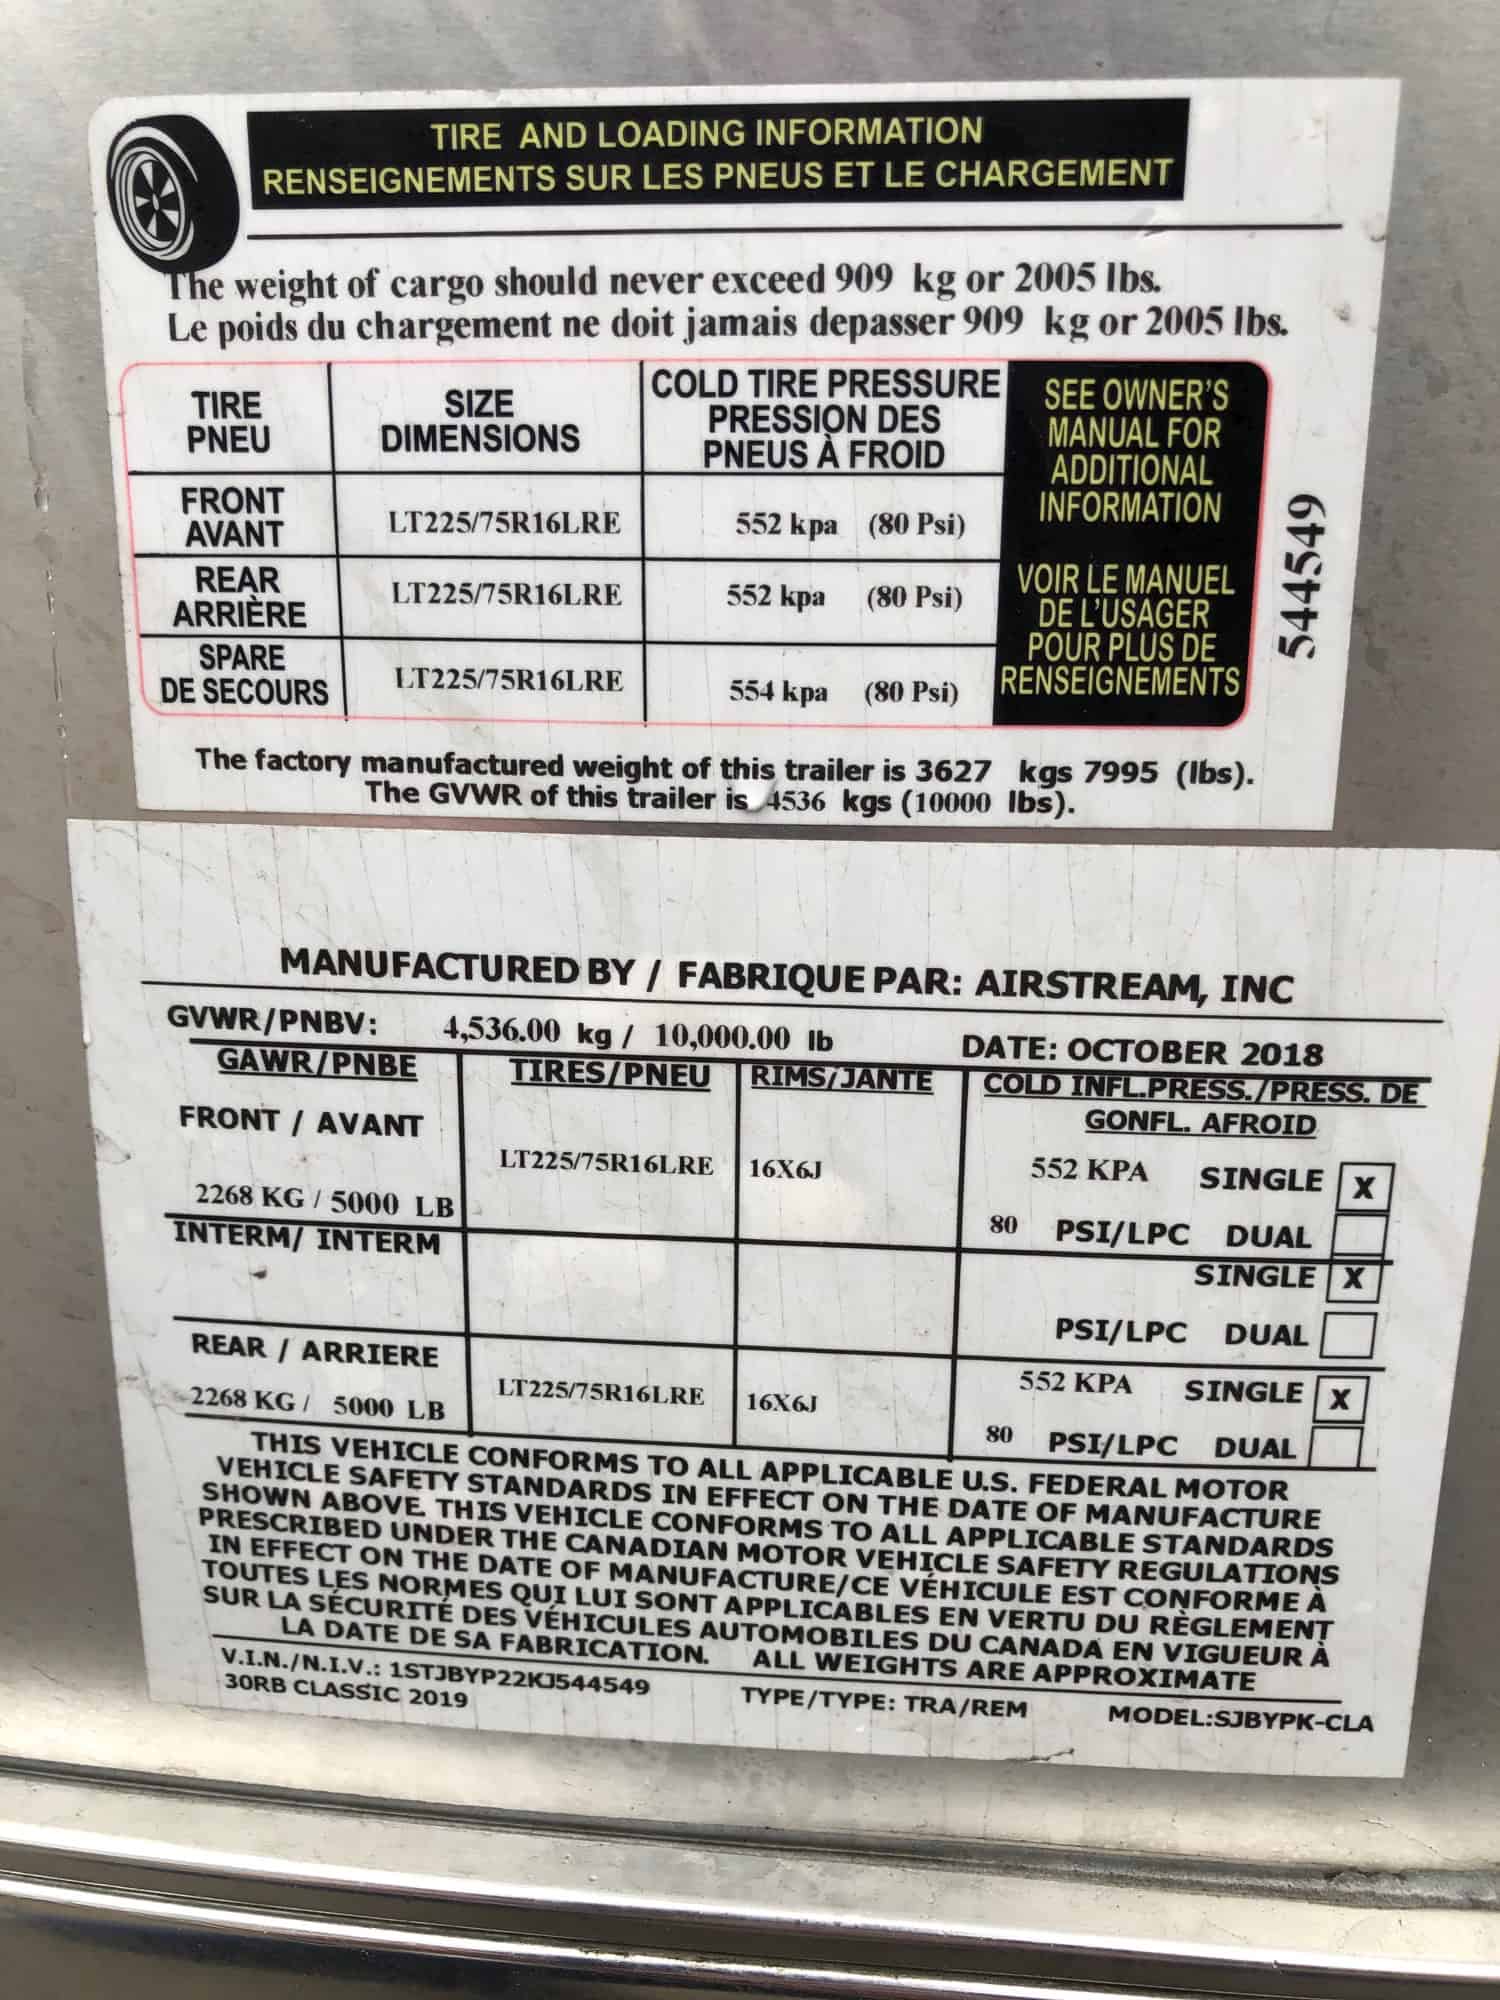 TIRE AND LOADING INFORMATION
RENSEIGNEMENTS SUR LES PNEUS ET LE CHARGEMENT
The weight of cargo should never exceed 909 kg or 2005 lbs.
Le poids du chargement ne doit jamais depasser 909 kg or 2005 lbs.
TIRE
PNEU
SIZE
DIMENSIONS
COLD TIRE PRESSURE
PRESSION DES
PNEUS À FROID
FRONT
AVANT
LT225/75R16LRE
552 kpa (80 Psi)
REAR
ARRIÈRE
LT225/75R16LRE
552 kpa (80 Psi)
SPARE
DE SECOURS
LT225/75R16LRE
554 kpa (80 Psi)
SEE OWNER'S
MANUAL FOR
ADDITIONAL
INFORMATION
VOIR LE MANUEL
DE L'USAGER
POUR PLUS DE
RENSEIGNEMENTS
544549
The factory manufactured weight of this trailer is 3627 kgs 7995 (lbs).
The GVWR of this trailer is 4536 kgs (10000 lbs).
MANUFACTURED BY / FABRIQUE PAR: AIRSTREAM, INC
GVWR/PNBV: 4,536.00 kg / 10,000.00 lb DATE: OCTOBER 2018
GAWR/PNBE
TIRES/PNEU
RIMS/JANTE
COLD INFL.PRESS./PRESS. DE
GONFL. AFROID
FRONT / AVANT
2268 KG / 5000 LB
LT225/75R16LRE
16X6J
552 KPA SINGLE X
80 PSI/LPC DUAL
INTERM/ INTERM
SINGLE X
PSI/LPC DUAL
REAR / ARRIERE
2268 KG / 5000 LB
LT225/75R16LRE
16X6J
552 KPA SINGLE X
80 PSI/LPC DUAL
THIS VEHICLE CONFORMS TO ALL APPLICABLE U.S. FEDERAL MOTOR
VEHICLE SAFETY STANDARDS IN EFFECT ON THE DATE OF MANUFACTURE
SHOWN ABOVE. THIS VEHICLE CONFORMS TO ALL APPLICABLE STANDARDS
PRESCRIBED UNDER THE CANADIAN MOTOR VEHICLE SAFETY REGULATIONS
IN EFFECT ON THE DATE OF MANUFACTURE/CE VÉHICULE EST CONFORME À
TOUTES LES NORMES QUI LUI SONT APPLICABLES EN VERTU DU RÈGLEMENT
SUR LA SÉCURITÉ DES VÉHICULES AUTOMOBILES DU CANADA EN VIGUEUR À
LA DATE DE SA FABRICATION. ALL WEIGHTS ARE APPROXIMATE
V.I.N./N.I.V.: 1STJBYP22KJ544549
30RB CLASSIC 2019
TYPE/TYPE: TRA/REM
MODEL:SJBYPK-CLA